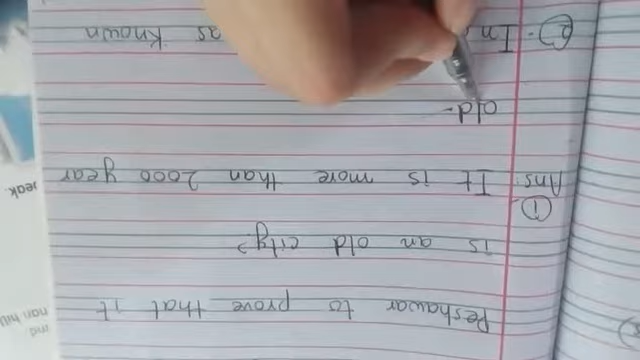 Peshawar to prove that it
is an old city?
①
Ans: It is more than 2000 year
old.
In as known